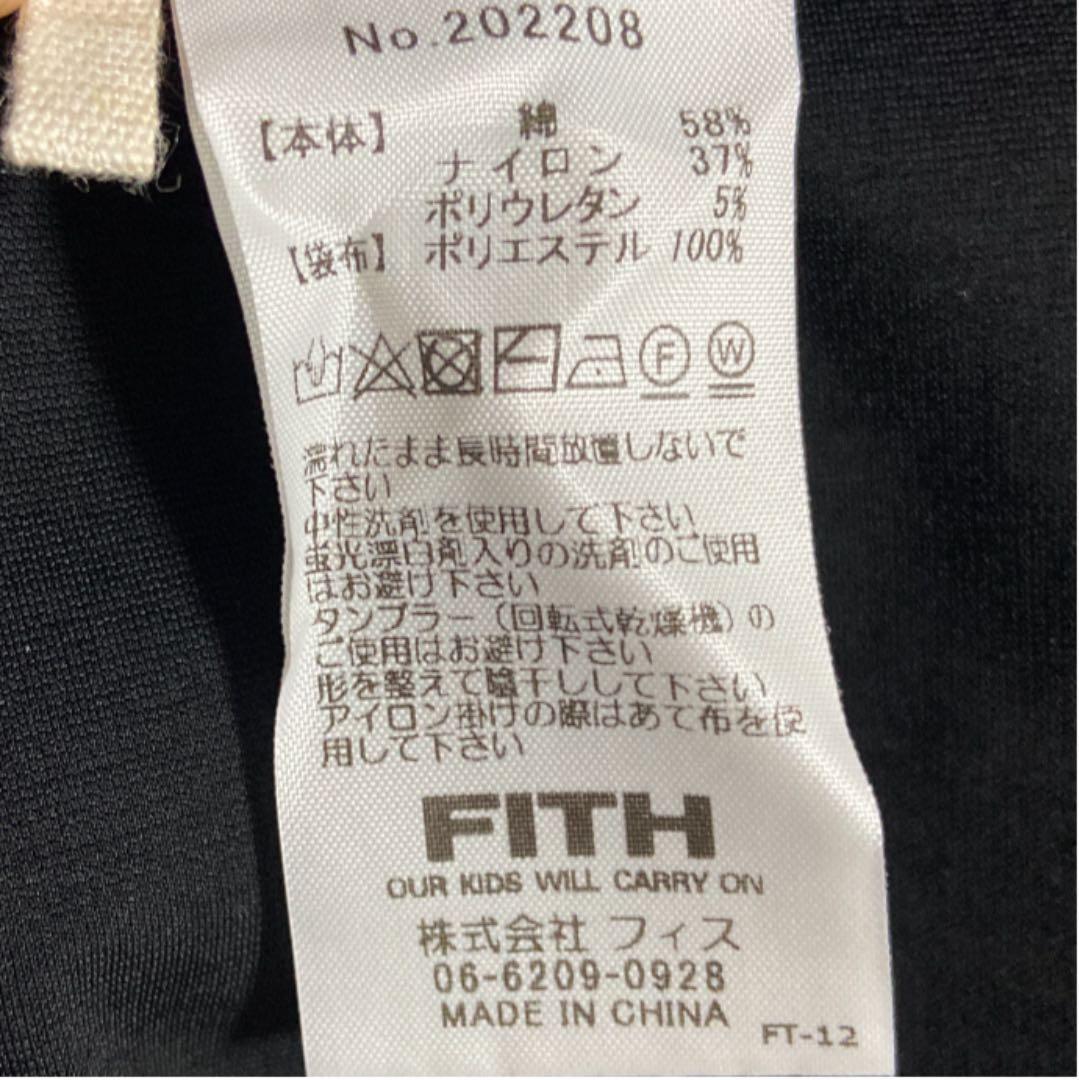 No.202208
【本体】 綿 58%
ナイロン 37%
ポリウレタン 5%
【袋布】 ポリエステル 100%
F W
濡れたまま長時間放置しないで
下さい
中性洗剤を使用して下さい
蛍光漂白剤入りの洗剤のご使用
はお避け下さい
タンブラー（回転式乾燥機）の
ご使用はお避け下さい
形を整えて陰干しして下さい
アイロン掛けの際はあて布を使
用して下さい
FITH
OUR KIDS WILL CARRY ON
株式会社 フィス
06-6209-0928
MADE IN CHINA
FT-12